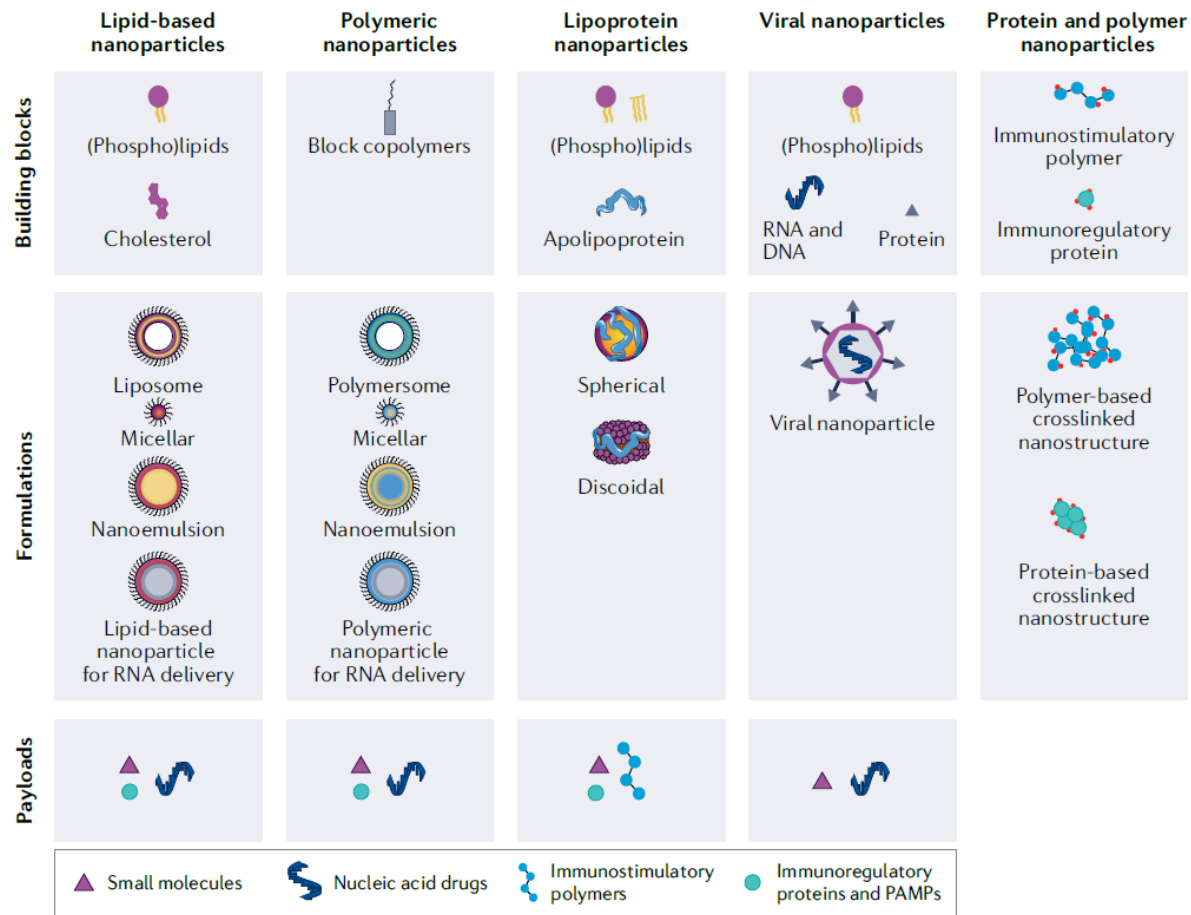 Lipid-based
nanoparticles
Polymeric
nanoparticles
Lipoprotein
nanoparticles
Viral nanoparticles
Protein and polymer
nanoparticles
Building blocks
(Phospho)lipids
Cholesterol
Block copolymers
(Phospho)lipids
Apolipoprotein
(Phospho)lipids
RNA and
DNA
Protein
Immunostimulatory
polymer
Immunoregulatory
protein
Formulations
Liposome
Micellar
Nanoemulsion
Lipid-based
nanoparticle
for RNA delivery
Polymersome
Micellar
Nanoemulsion
Polymeric
nanoparticle
for RNA delivery
Spherical
Discoidal
Viral nanoparticle
Polymer-based
crosslinked
nanostructure
Protein-based
crosslinked
nanostructure
Payloads
Small molecules
Nucleic acid drugs
Immunostimulatory
polymers
Immunoregulatory
proteins and PAMPs